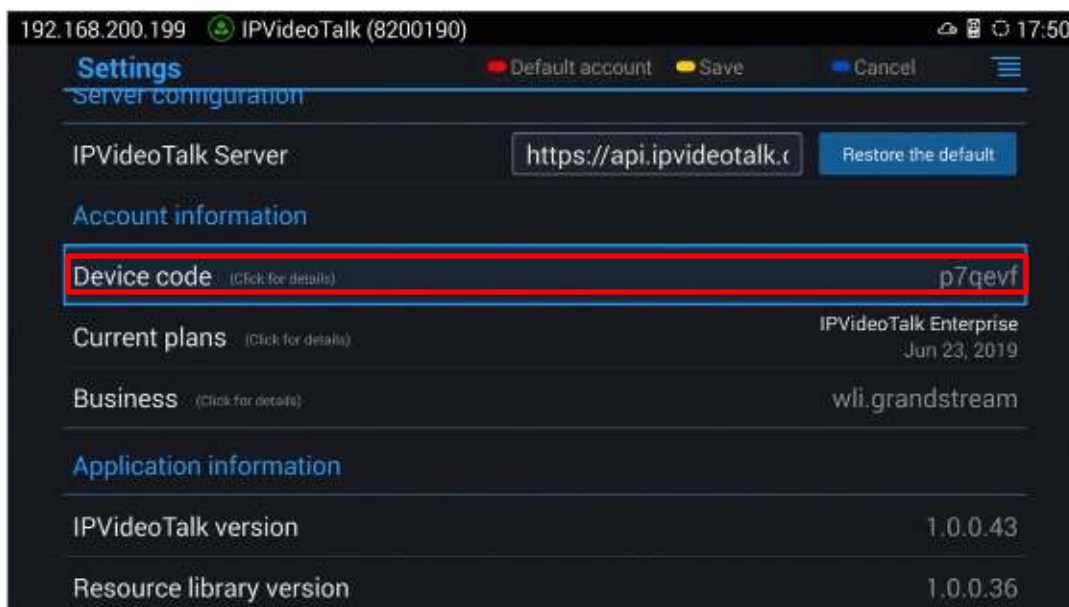 192.168.200.199 IPVideoTalk (8200190) 17:50
Settings Default account Save Cancel
Server configuration
IPVideoTalk Server https://api.ipvideotalk.c Restore the default
Account information
Device code (Click for details) p7qevf
Current plans (Click for details) IPVideoTalk Enterprise
Jun 23, 2019
Business (Click for details) wli.grandstream
Application information
IPVideoTalk version 1.0.0.43
Resource library version 1.0.0.36